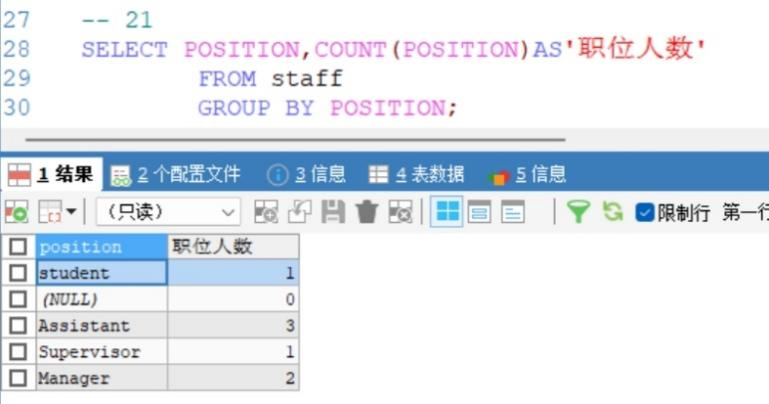 27 -- 21
28 SELECT POSITION,COUNT(POSITION)AS'职位人数'
29 FROM staff
30 GROUP BY POSITION;
1 结果 2 个配置文件 3 信息 4 表数据 5 信息
(只读) 限制行 第一行
position 职位人数
student 1
(NULL) 0
Assistant 3
Supervisor 1
Manager 2